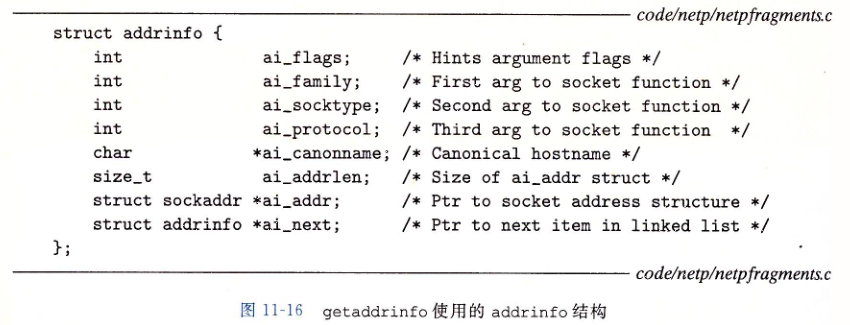 code/netp/netpfragments.c
struct addrinfo {
    int              ai_flags;     /* Hints argument flags */
    int              ai_family;    /* First arg to socket function */
    int              ai_socktype;  /* Second arg to socket function */
    int              ai_protocol;  /* Third arg to socket function  */
    char            *ai_canonname; /* Canonical hostname */
    size_t           ai_addrlen;   /* Size of ai_addr struct */
    struct sockaddr *ai_addr;      /* Ptr to socket address structure */
    struct addrinfo *ai_next;      /* Ptr to next item in linked list */
};
code/netp/netpfragments.c
图 11-16 getaddrinfo 使用的 addrinfo 结构